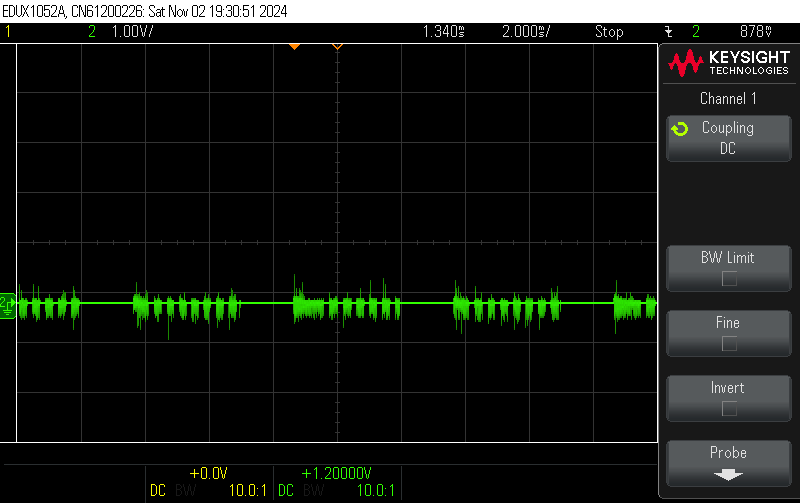 EDUX1052A, CN61200226: Sat Nov 02 19:30:51 2024
1 2 1.00V/ 1.340s 2.000s/ Stop 2 878mV
KEYSIGHT
TECHNOLOGIES
Channel 1
Coupling
DC
BW Limit
2
Fine
Invert
Probe
+0.0V +1.20000V
DC BW 10.0:1 DC BW 10.0:1